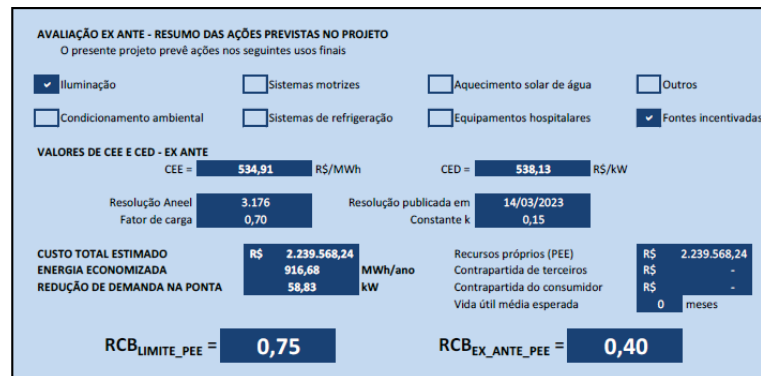 AVALIAÇÃO EX ANTE - RESUMO DAS AÇÕES PREVISTAS NO PROJETO
O presente projeto prevê ações nos seguintes usos finais
Iluminação Sistemas motrizes Aquecimento solar de água Outros
Condicionamento ambiental Sistemas de refrigeração Equipamentos hospitalares Fontes incentivadas
VALORES DE CEE E CED - EX ANTE
CEE = 534,91 R$/MWh CED = 538,13 R$/kW
Resolução Aneel 3.176 Resolução publicada em 14/03/2023
Fator de carga 0,70 Constante k 0,15
CUSTO TOTAL ESTIMADO R$ 2.239.568,24 Recursos próprios (PEE) R$ 2.239.568,24
ENERGIA ECONOMIZADA 916,68 MWh/ano Contrapartida de terceiros R$ -
REDUÇÃO DE DEMANDA NA PONTA 58,83 kW Contrapartida do consumidor R$ -
Vida útil média esperada 0 meses
RCBLIMITE_PEE = 0,75 RCBEX_ANTE_PEE = 0,40